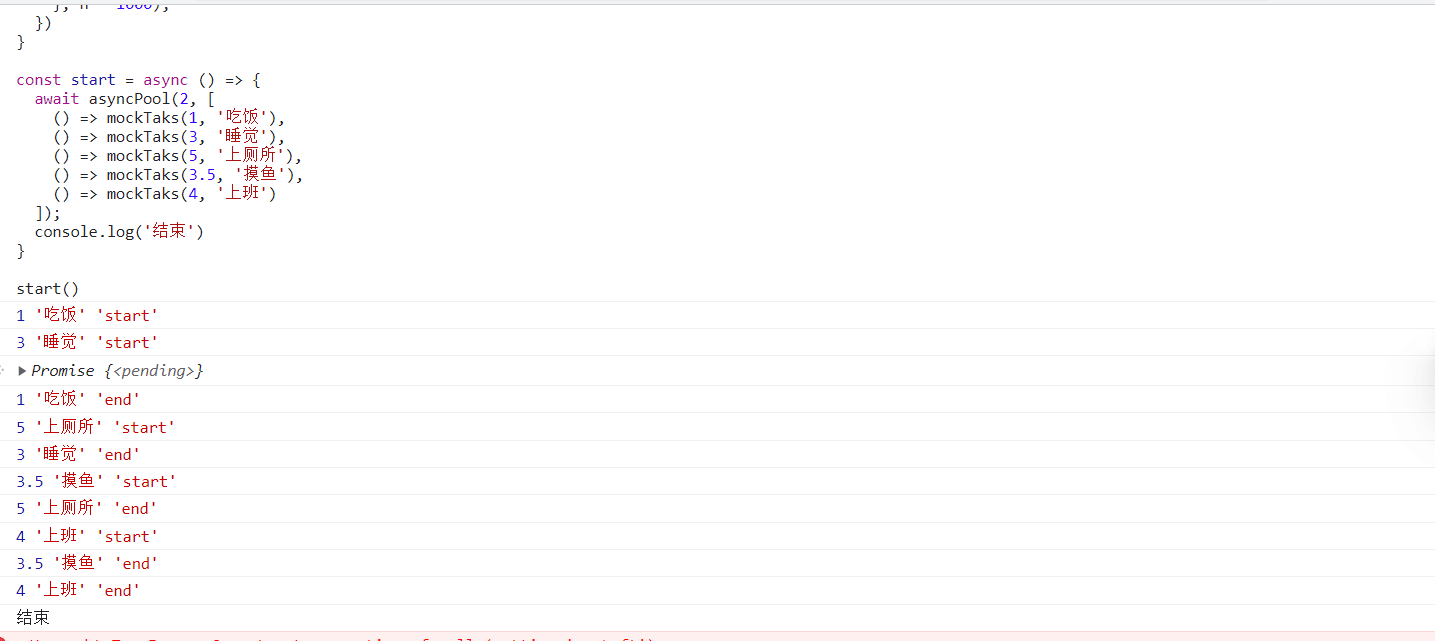 })
}
const start = async () => {
await asyncPool(2, [
() => mockTaks(1, '吃饭'),
() => mockTaks(3, '睡觉'),
() => mockTaks(5, '上厕所'),
() => mockTaks(3.5, '摸鱼'),
() => mockTaks(4, '上班')
]);
console.log('结束')
}
start()
1 '吃饭' 'start'
3 '睡觉' 'start'
Promise {<pending>}
1 '吃饭' 'end'
5 '上厕所' 'start'
3 '睡觉' 'end'
3.5 '摸鱼' 'start'
5 '上厕所' 'end'
4 '上班' 'start'
3.5 '摸鱼' 'end'
4 '上班' 'end'
结束